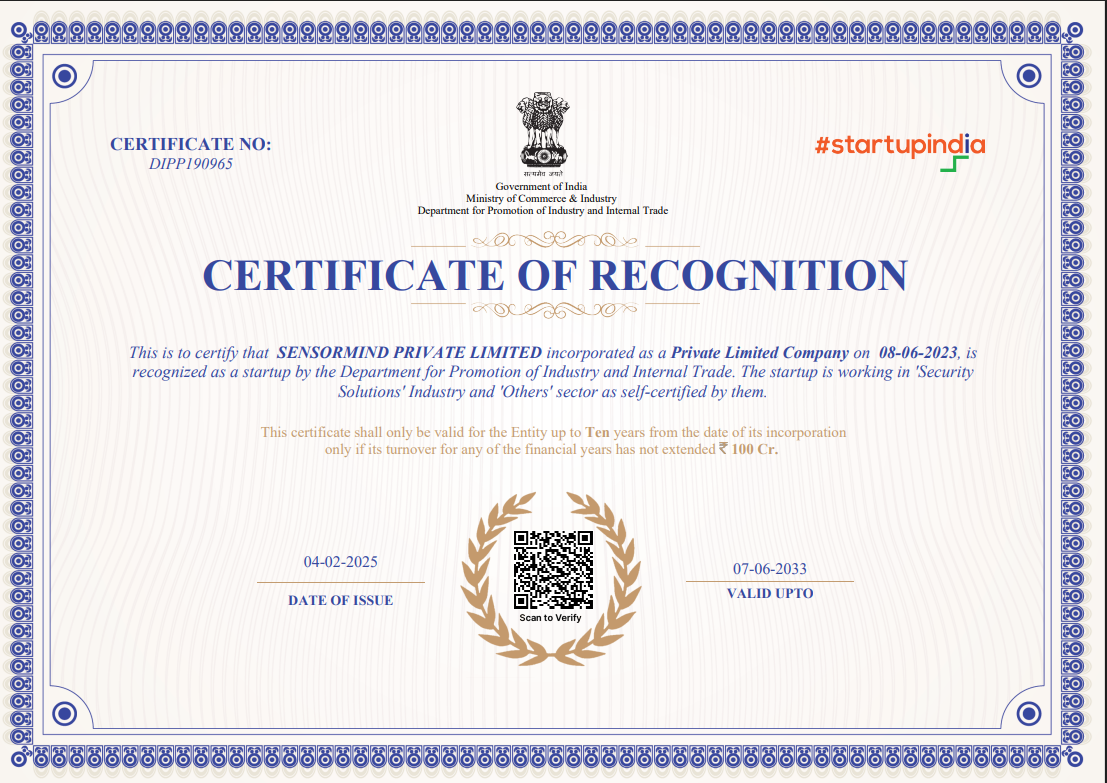 CERTIFICATE NO:
DIPP190965
#startupindia
सत्यमेव जयते
Government of India
Ministry of Commerce & Industry
Department for Promotion of Industry and Internal Trade
CERTIFICATE OF RECOGNITION
This is to certify that SENSORMIND PRIVATE LIMITED incorporated as a Private Limited Company on 08-06-2023, is
recognized as a startup by the Department for Promotion of Industry and Internal Trade. The startup is working in 'Security
Solutions' Industry and 'Others' sector as self-certified by them.
This certificate shall only be valid for the Entity up to Ten years from the date of its incorporation
only if its turnover for any of the financial years has not extended ₹ 100 Cr.
04-02-2025
DATE OF ISSUE
Scan to Verify
07-06-2033
VALID UPTO